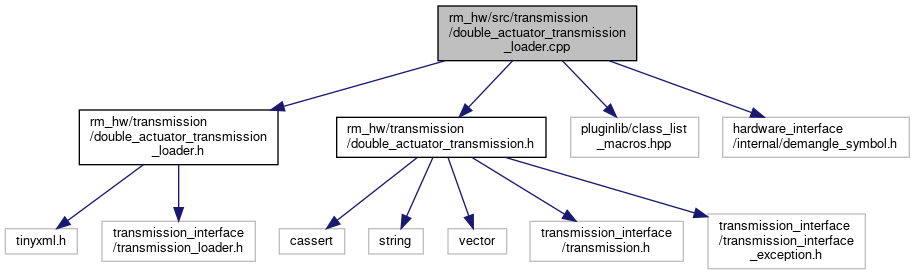 rm_hw/src/transmission
/double_actuator_transmission
_loader.cpp
rm_hw/transmission
/double_actuator_transmission
_loader.h
rm_hw/transmission
/double_actuator_transmission.h
pluginlib/class_list
_macros.hpp
hardware_interface
/internal/demangle_symbol.h
tinyxml.h
transmission_interface
/transmission_loader.h
cassert
string
vector
transmission_interface
/transmission.h
transmission_interface
/transmission_interface
_exception.h